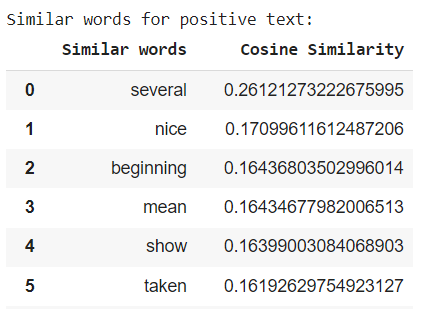 Similar words for positive text:
Similar words Cosine Similarity
0 several 0.26121273222675995
1 nice 0.17099611612487206
2 beginning 0.16436803502996014
3 mean 0.16434677982006513
4 show 0.16399003084068903
5 taken 0.16192629754923127